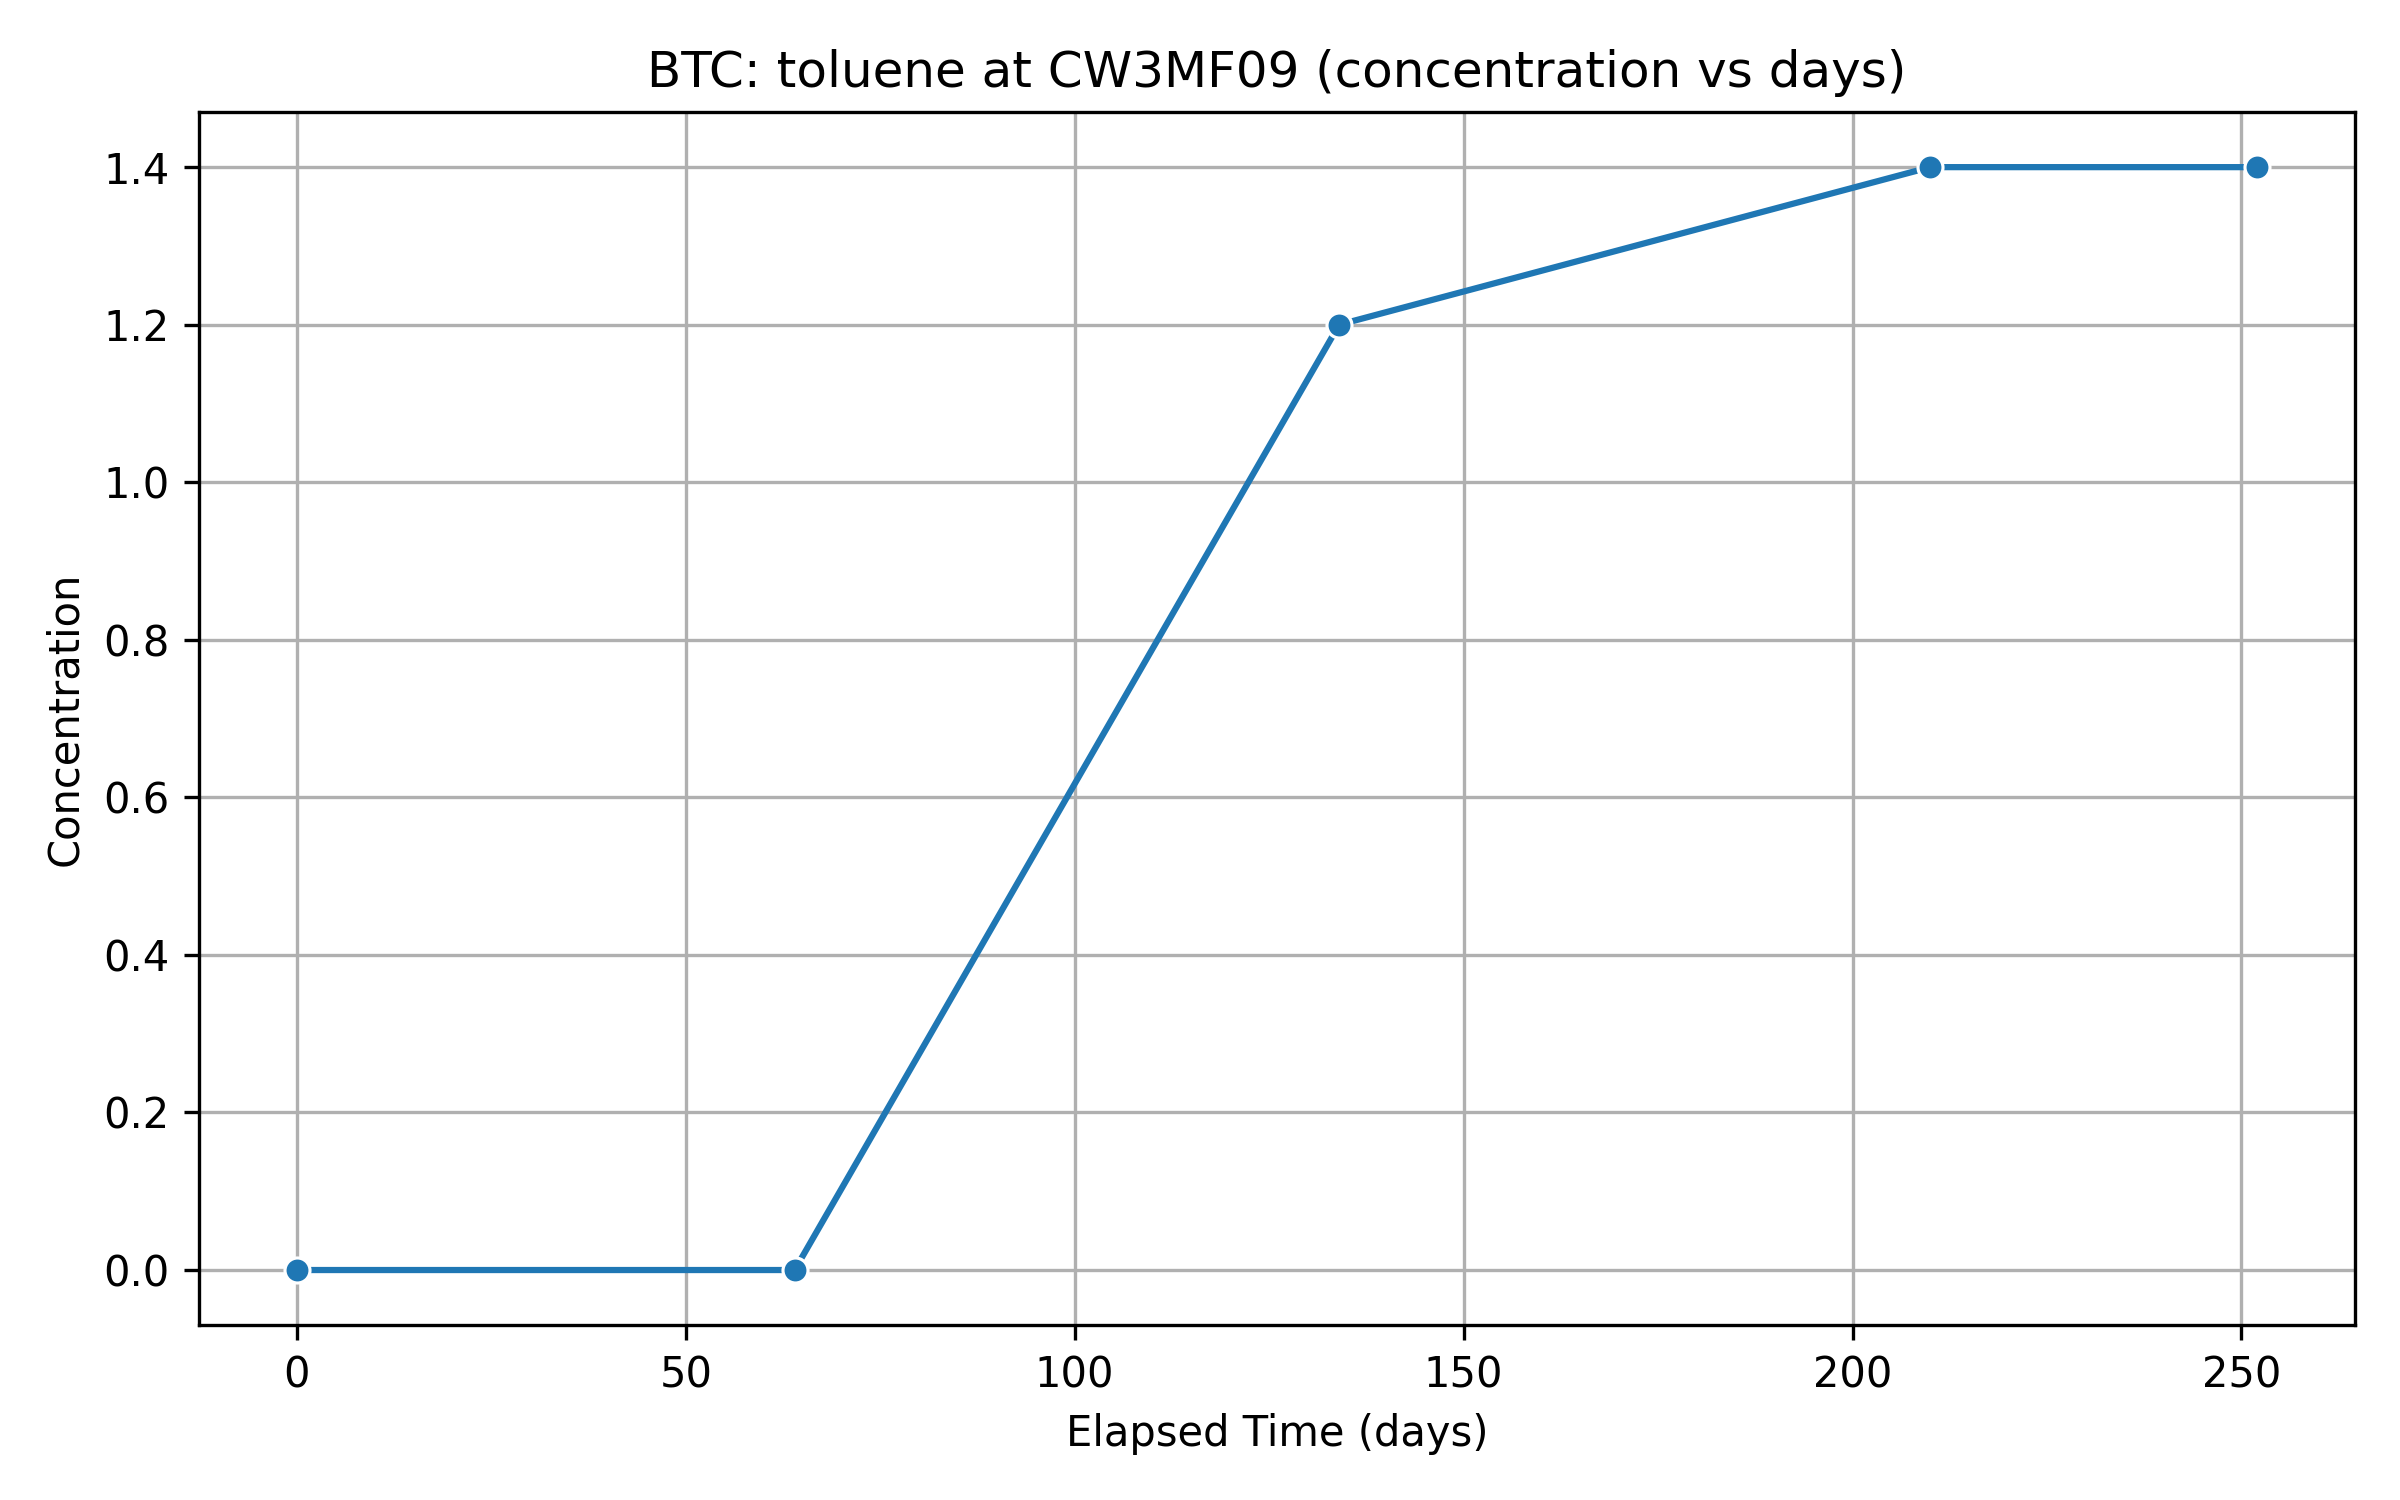 BTC: toluene at CW3MF09 (concentration vs days)
1.4
1.2
1.0
0.8
0.6
0.4
0.2
0.0
Concentration
0 50 100 150 200 250
Elapsed Time (days)